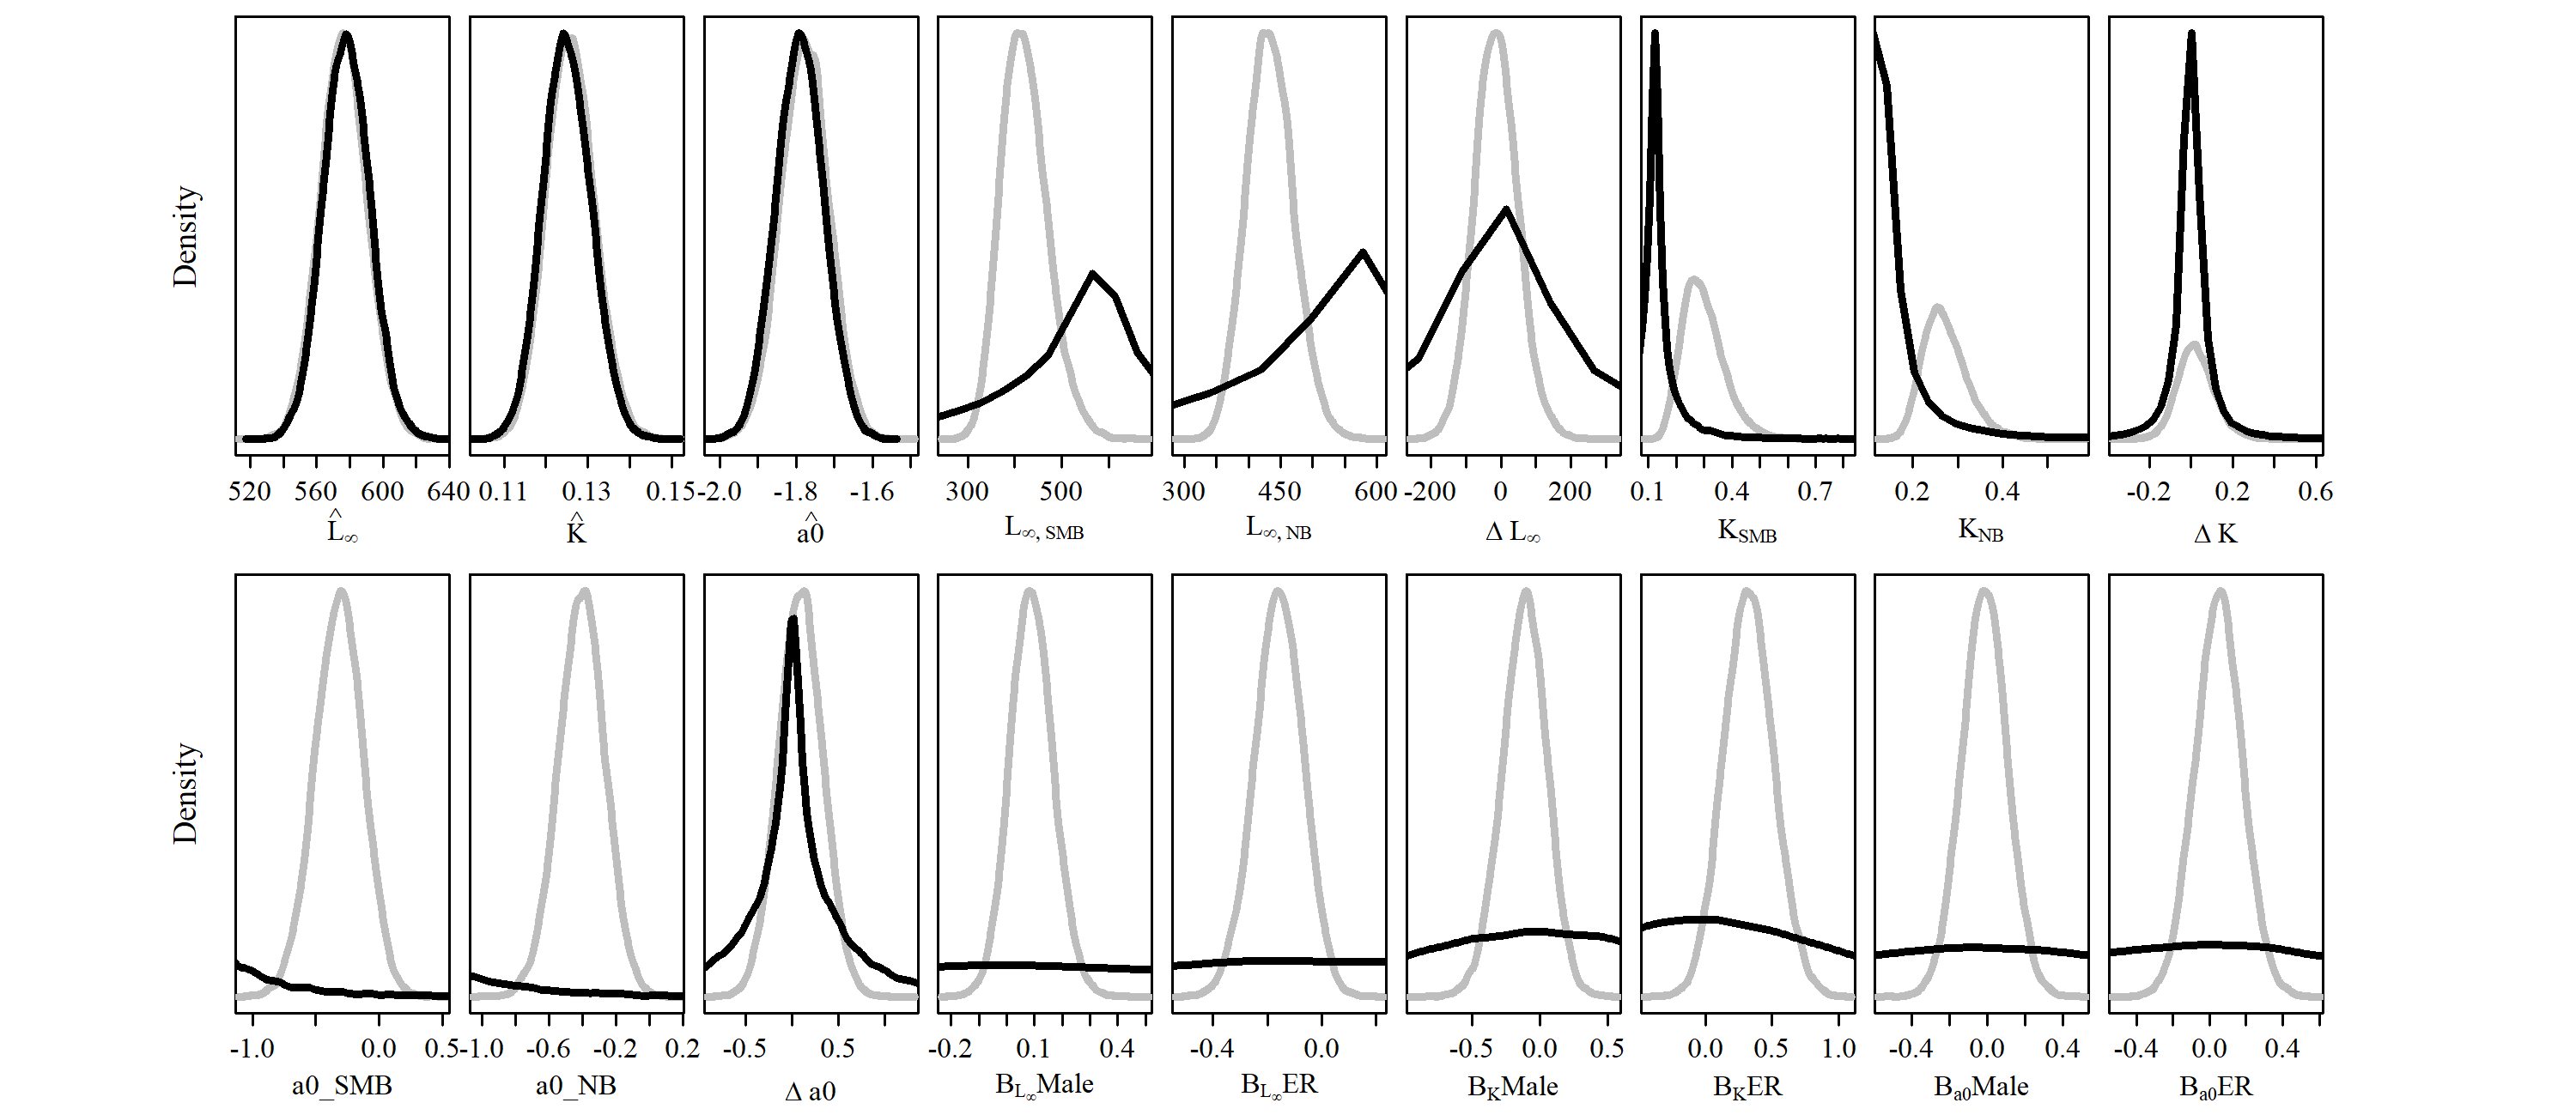 Density
520 560 600 640 0.11 0.13 0.15 -2.0 -1.8 -1.6 300 500 300 450 600 -200 0 200 0.1 0.4 0.7 0.2 0.4 -0.2 0.2 0.6
L̂∞ K̂ â0 L∞, SMB L∞, NB Δ L∞ KSMB KNB Δ K
Density
-1.0 0.0 0.5 -1.0 -0.6 -0.2 0.2 -0.5 0.5 -0.2 0.1 0.4 -0.4 0.0 -0.5 0.0 0.5 0.0 0.5 1.0 -0.4 0.0 0.4 -0.4 0.0 0.4
a0_SMB a0_NB Δ a0 BL∞Male BL∞ER BKMale BKER Ba0Male Ba0ER